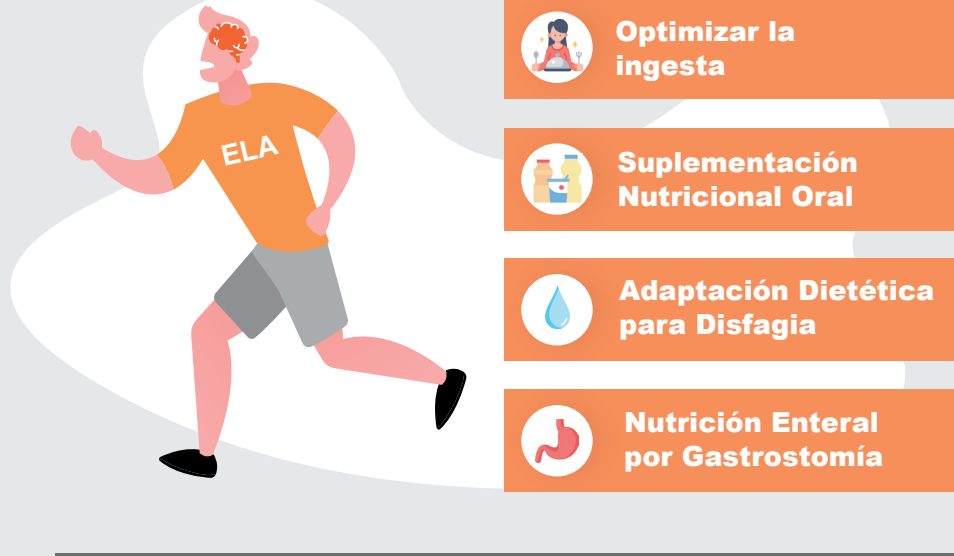 ELA
Optimizar la
ingesta
Suplementación
Nutricional Oral
Adaptación Dietética
para Disfagia
Nutrición Enteral
por Gastrostomía